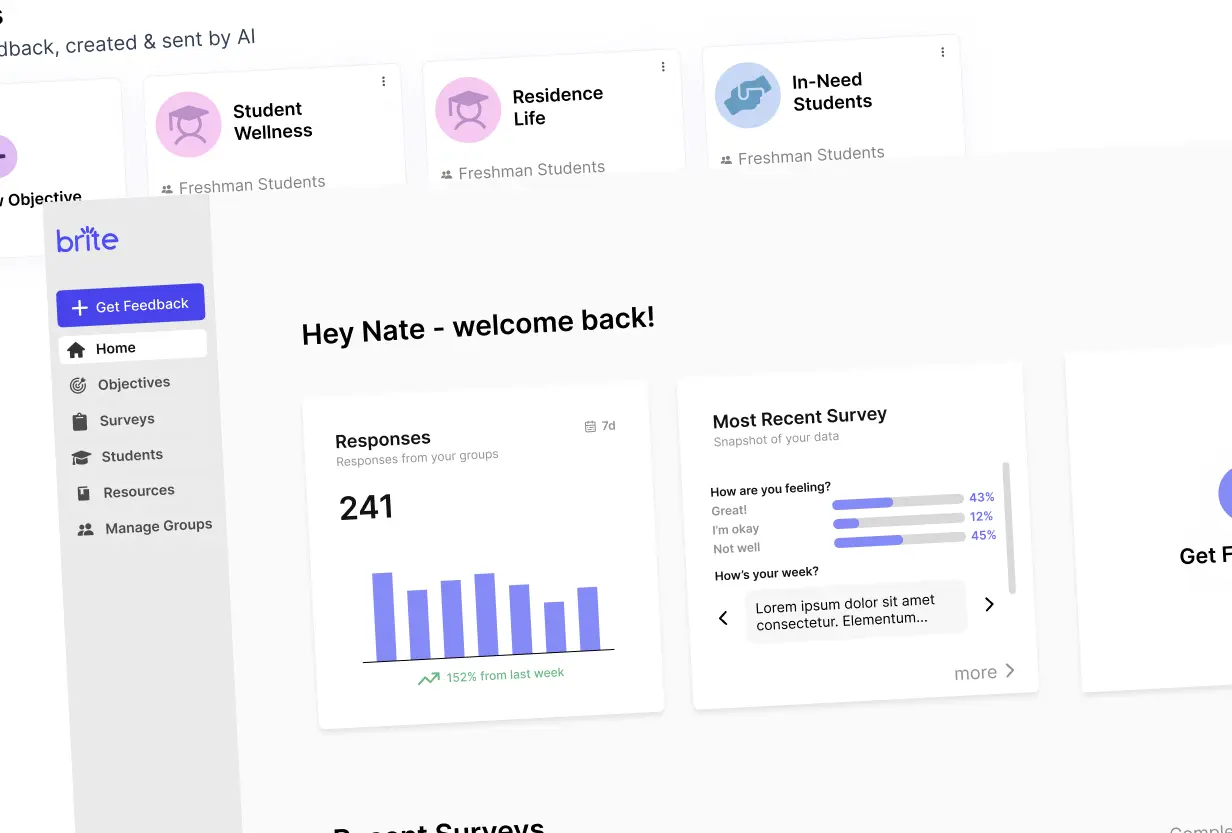 dback, created & sent by AI
Student
Wellness
Freshman Students
Residence
Life
Freshman Students
In-Need
Students
Freshman Students
Objective
brite
Get Feedback
Home
Objectives
Surveys
Students
Resources
Manage Groups
Hey Nate - welcome back!
Responses
7d
Responses from your groups
241
152% from last week
Most Recent Survey
Snapshot of your data
How are you feeling?
Great! 43%
I'm okay 12%
Not well 45%
How's your week?
Lorem ipsum dolor sit amet
consectetur. Elementum...
more
Get F
Recent Surveys